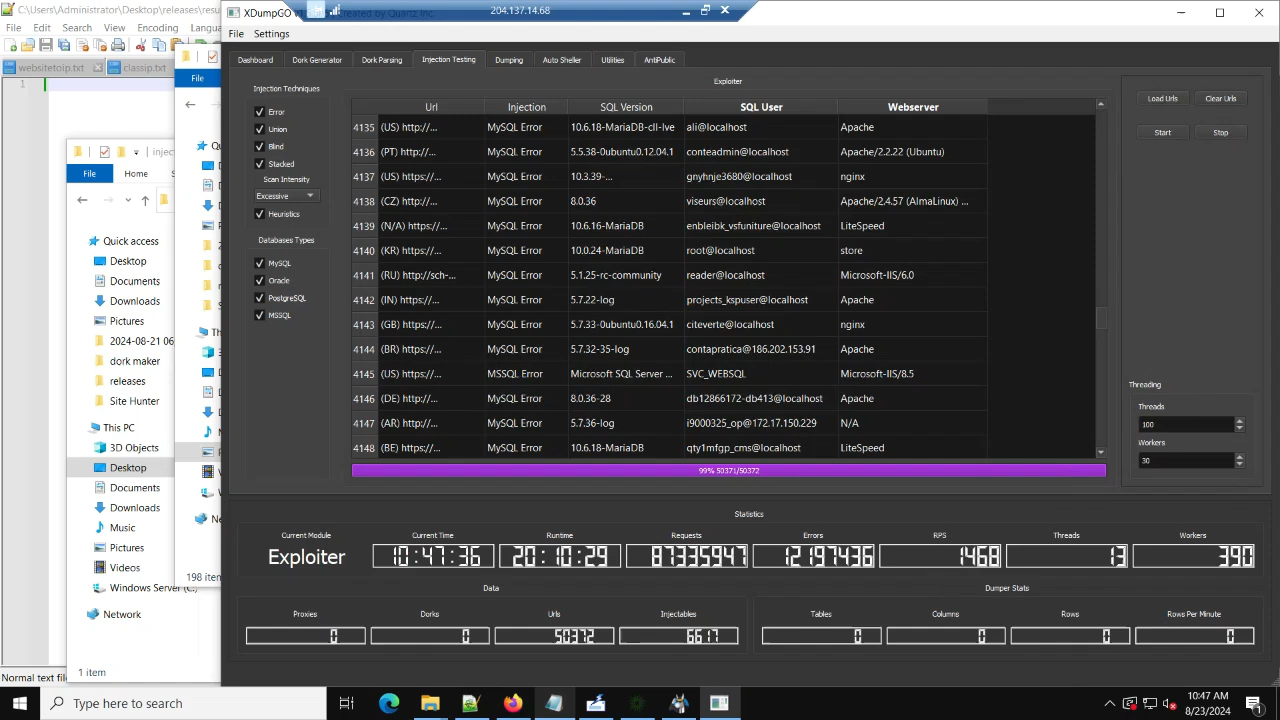 C:\Users\Administrator\Desktop\releases\resu
File Edit Search View Encoding Langua
websitetoip.txt classip.txt
1
File
injec
File Home S
Quick access
Desktop
Documents
Downloads
Pictures
2024-08-21 06
dork maker
releases
Site Hunter
This PC
3D Objects
Desktop
Documents
Downloads
Music
Pictures
Videos
Windows Server (C:)
Network
198 item
1 item
Normal text file
XDumpGO
Created by Quartz Inc.
204.137.14.68
File Settings
Dashboard Dork Generator Dork Parsing Injection Testing Dumping Auto Sheller Utilities AntiPublic
Injection Techniques
Error
Union
Blind
Stacked
Scan Intensity
Excessive
Heuristics
Databases Types
MySQL
Oracle
PostgreSQL
MSSQL
Exploiter
Url Injection SQL Version SQL User Webserver
4135 (US) http://... MySQL Error 10.6.18-MariaDB-cll-lve ali@localhost Apache
4136 (PT) http://... MySQL Error 5.5.38-0ubuntu0.12.04.1 conteadmin@localhost Apache/2.2.22 (Ubuntu)
4137 (US) http://... MySQL Error 10.3.39-... gnyhnje3680@localhost nginx
4138 (CZ) http://... MySQL Error 8.0.36 viseurs@localhost Apache/2.4.57 (AlmaLinux) ...
4139 (N/A) https://... MySQL Error 10.6.16-MariaDB enbleibk_vsfuniture@localhost LiteSpeed
4140 (KR) https://... MySQL Error 10.0.24-MariaDB root@localhost store
4141 (RU) http://sch-... MySQL Error 5.1.25-rc-community reader@localhost Microsoft-IIS/6.0
4142 (IN) https://... MySQL Error 5.7.22-log projects_kspuser@localhost Apache
4143 (GB) http://... MySQL Error 5.7.33-0ubuntu0.16.04.1 citeverte@localhost nginx
4144 (BR) http://... MySQL Error 5.7.32-35-log contapratica@186.202.153.91 Apache
4145 (US) https://... MSSQL Error Microsoft SQL Server ... SVC_WEBSQL Microsoft-IIS/8.5
4146 (DE) http://... MySQL Error 8.0.36-28 db12866172-db413@localhost Apache
4147 (AR) http://... MySQL Error 5.7.36-log i9000325_op@172.17.150.229 N/A
4148 (BE) http://... MySQL Error 10.6.18-MariaDB qty1mfgp_cms@localhost LiteSpeed
99% 50371/50372
Load Urls Clear Urls
Start Stop
Threading
Threads
100
Workers
30
Statistics
Current Module Current Time Runtime Requests Errors RPS Threads Workers
Exploiter 10:47:36 20:10:29 87335947 12197436 1468 13 390
Data Dumper Stats
Proxies Dorks Urls Injectables Tables Columns Rows Rows Per Minute
0 0 50372 6617 0 0 0 0
Type here to search
10:47 AM
8/23/2024
1